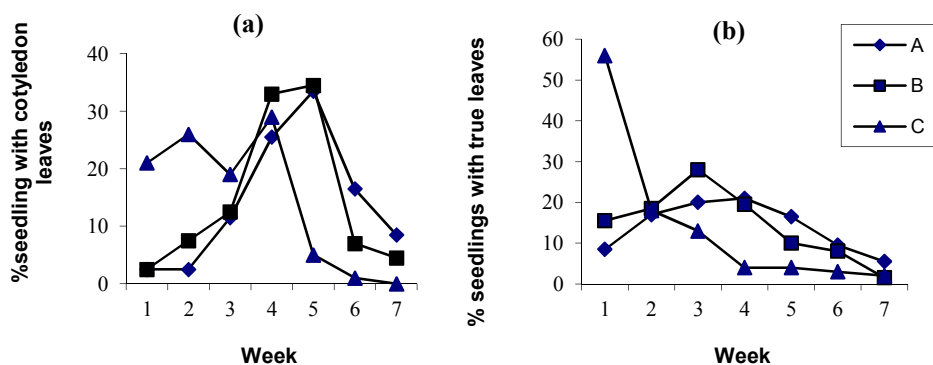 (a)
%seedling with cotyledon
leaves
40
30
20
10
0
1 2 3 4 5 6 7
Week
(b)
% seedlings with true leaves
60
50
40
30
20
10
0
1 2 3 4 5 6 7
Week
A
B
C